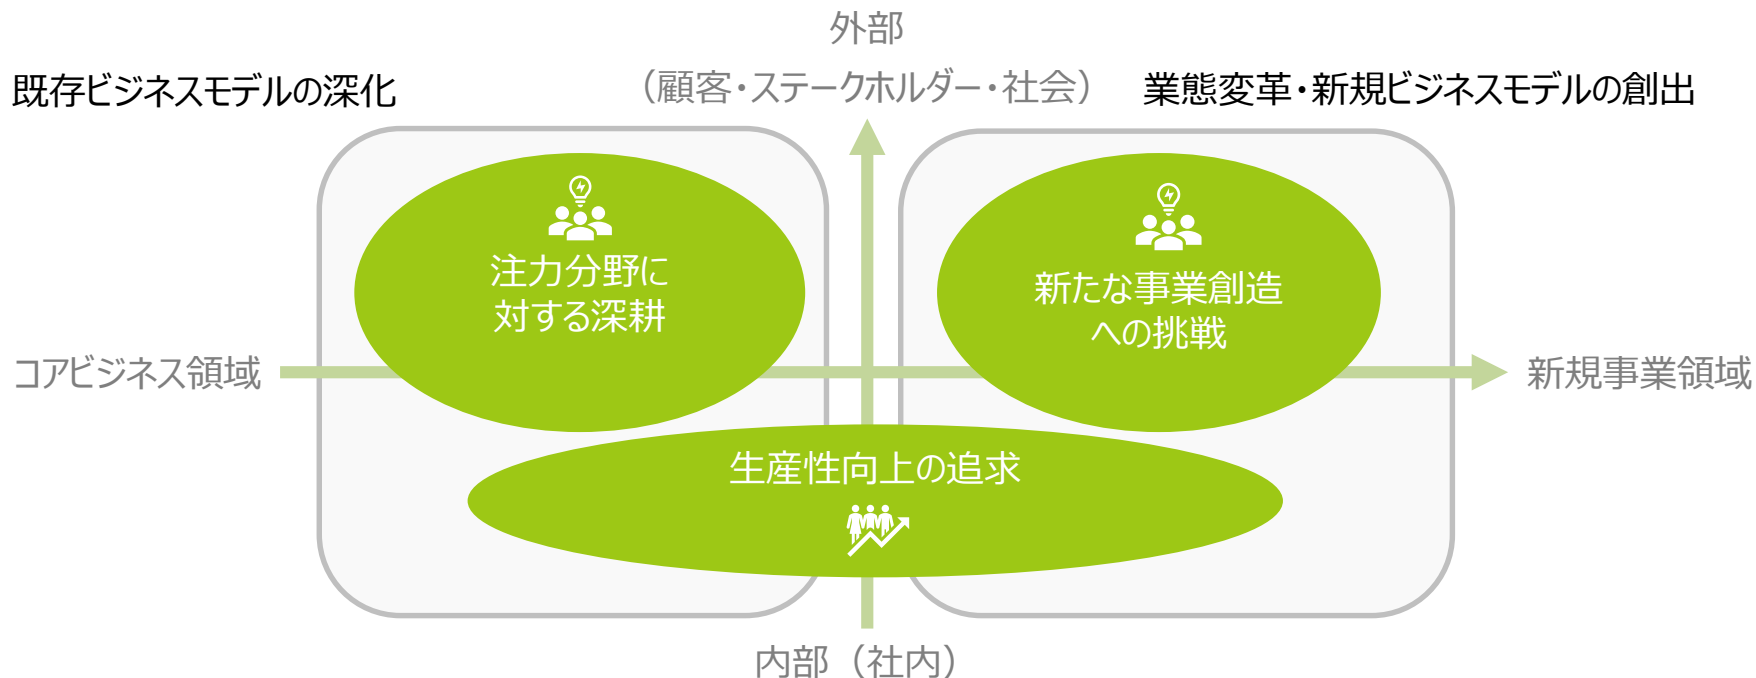 外部
（顧客・ステークホルダー・社会）
既存ビジネスモデルの深化
業態変革・新規ビジネスモデルの創出
注力分野に
対する深耕
新たな事業創造
への挑戦
コアビジネス領域
新規事業領域
生産性向上の追求
内部（社内）